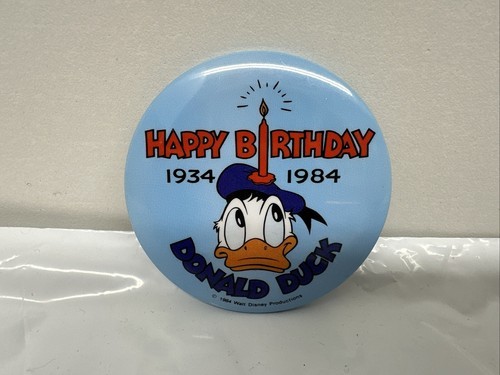 HAPPY BIRTHDAY
1934 1984
DONALD DUCK
© 1984 Walt Disney Productions